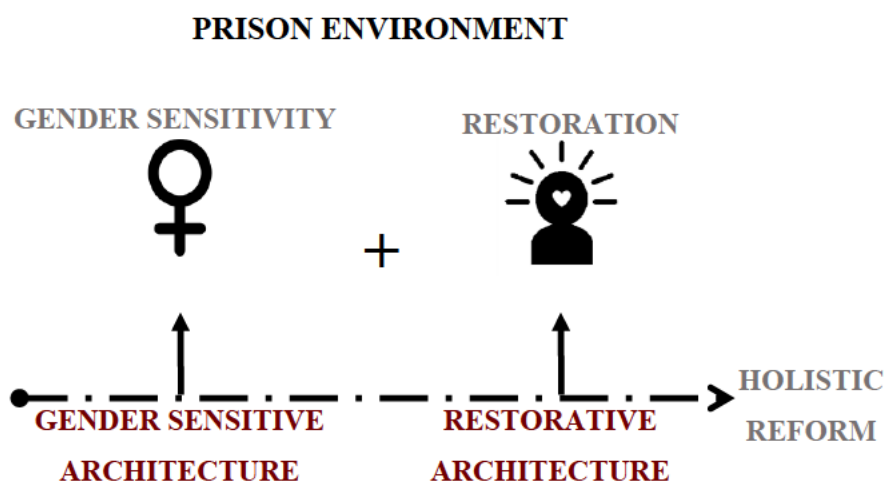 PRISON ENVIRONMENT
GENDER SENSITIVITY
RESTORATION
+
GENDER SENSITIVE
ARCHITECTURE
RESTORATIVE
ARCHITECTURE
HOLISTIC
REFORM